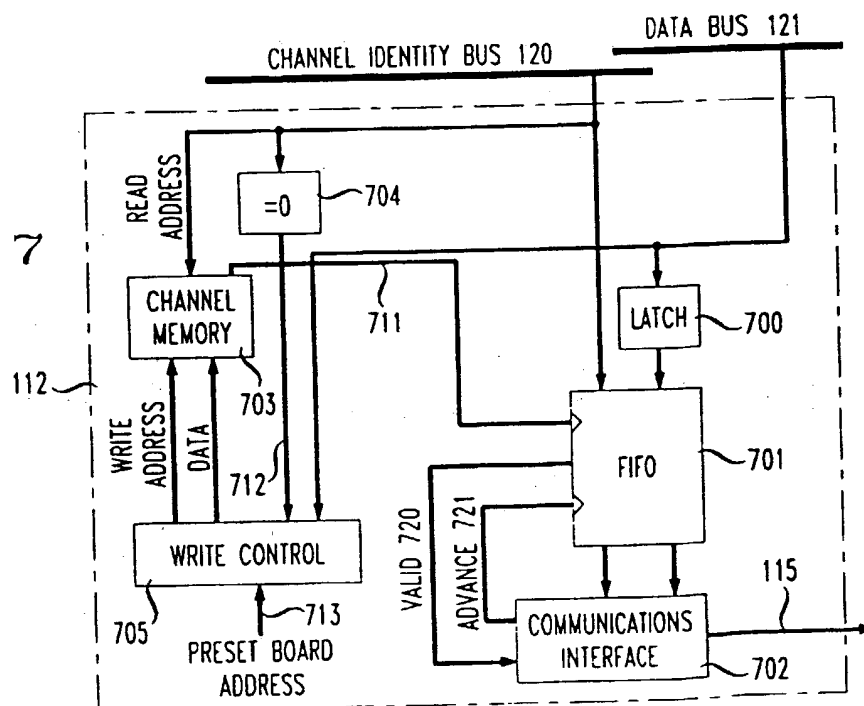 DATA BUS 121
CHANNEL IDENTITY BUS 120
READ ADDRESS
=0
704
7
CHANNEL
MEMORY
711
LATCH
700
112
703
WRITE
ADDRESS
DATA
712
FIFO
701
VALID 720
ADVANCE 721
WRITE CONTROL
705
713
PRESET BOARD
ADDRESS
COMMUNICATIONS
INTERFACE
702
115